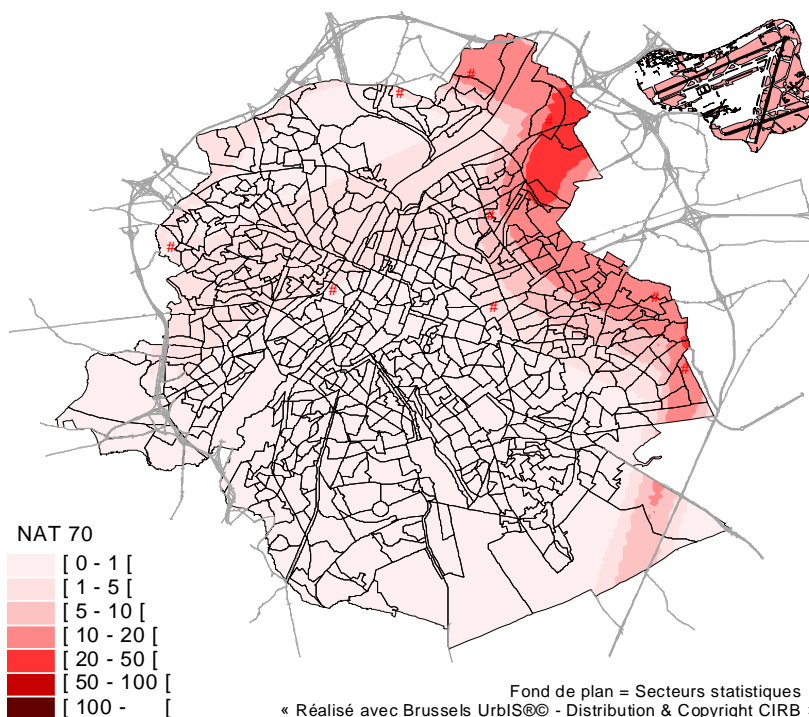 #
#
#
#
#
#
#
#
#
#
NAT 70
[ 0 - 1 [
[ 1 - 5 [
[ 5 - 10 [
[ 10 - 20 [
[ 20 - 50 [
[ 50 - 100 [
[ 100 - [
Fond de plan = Secteurs statistiques
« Réalisé avec Brussels UrbIS®© - Distribution & Copyright CIRB